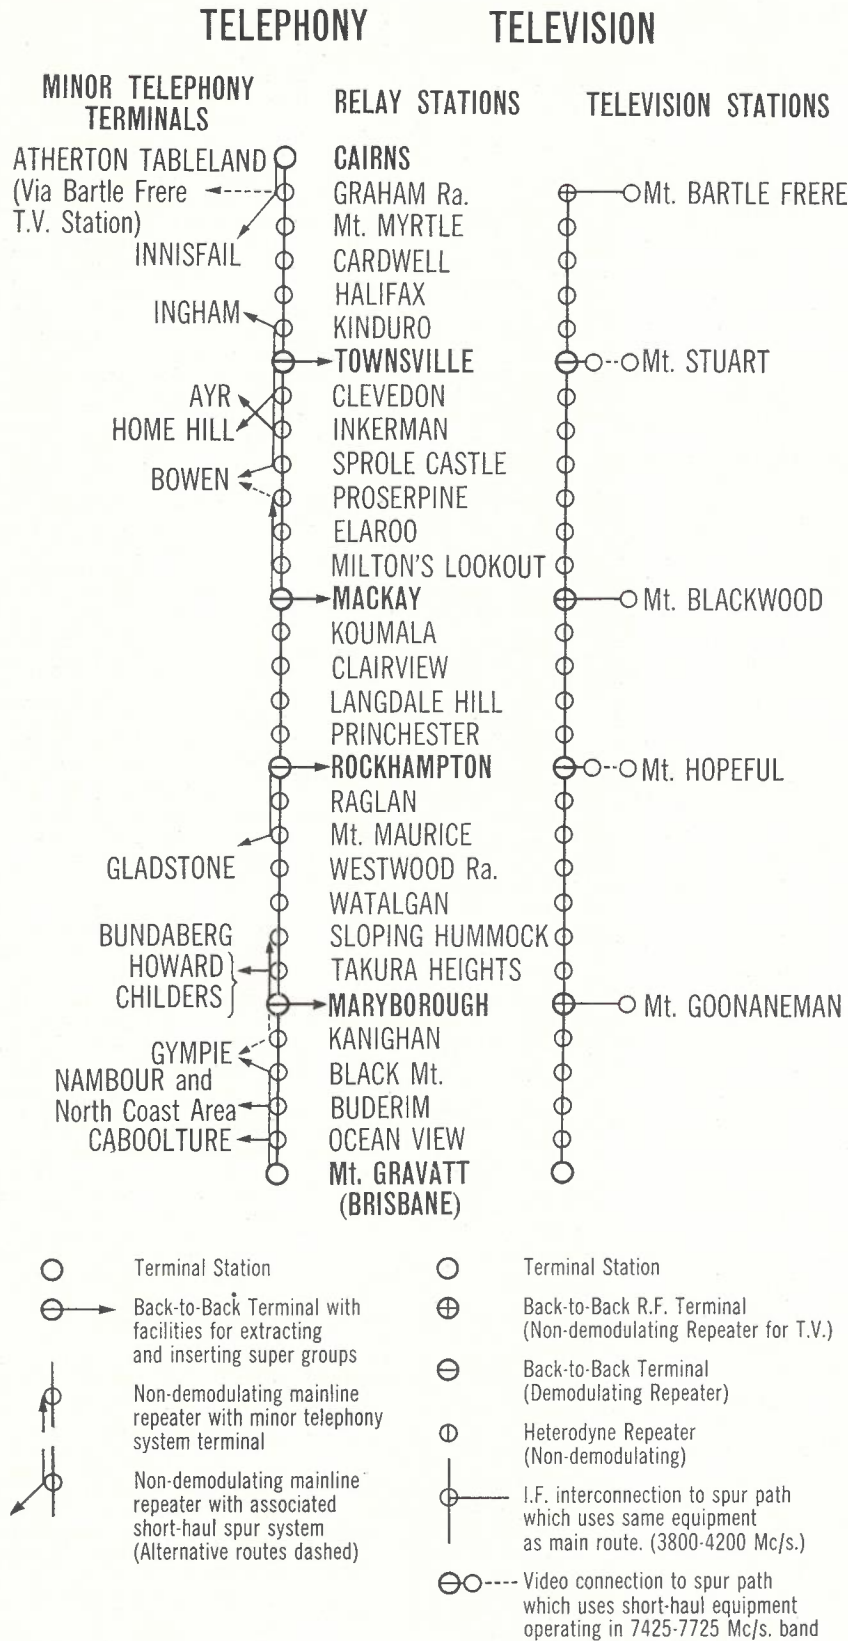 TELEPHONY
TELEVISION
MINOR TELEPHONY
TERMINALS
RELAY STATIONS
TELEVISION STATIONS
ATHERTON TABLELAND
(Via Bartle Frere
T.V. Station)
INNISFAIL
INGHAM
AYR
HOME HILL
BOWEN
GLADSTONE
BUNDABERG
HOWARD
CHILDERS
GYMPIE
NAMBOUR and
North Coast Area
CABOOLTURE
CAIRNS
GRAHAM Ra.
Mt. MYRTLE
CARDWELL
HALIFAX
KINDURO
TOWNSVILLE
CLEVEDON
INKERMAN
SPROLE CASTLE
PROSERPINE
ELAROO
MILTON'S LOOKOUT
MACKAY
KOUMALA
CLAIRVIEW
LANGDALE HILL
PRINCHESTER
ROCKHAMPTON
RAGLAN
Mt. MAURICE
WESTWOOD Ra.
WATALGAN
SLOPING HUMMOCK
TAKURA HEIGHTS
MARYBOROUGH
KANIGHAN
BLACK Mt.
BUDERIM
OCEAN VIEW
Mt. GRAVATT
(BRISBANE)
Mt. BARTLE FRERE
Mt. STUART
Mt. BLACKWOOD
Mt. HOPEFUL
Mt. GOONANEMAN
Terminal Station
Back-to-Back Terminal with
facilities for extracting
and inserting super groups
Non-demodulating mainline
repeater with minor telephony
system terminal
Non-demodulating mainline
repeater with associated
short-haul spur system
(Alternative routes dashed)
Terminal Station
Back-to-Back R.F. Terminal
(Non-demodulating Repeater for T.V.)
Back-to-Back Terminal
(Demodulating Repeater)
Heterodyne Repeater
(Non-demodulating)
I.F. interconnection to spur path
which uses same equipment
as main route. (3800-4200 Mc/s.)
Video connection to spur path
which uses short-haul equipment
operating in 7425-7725 Mc/s. band